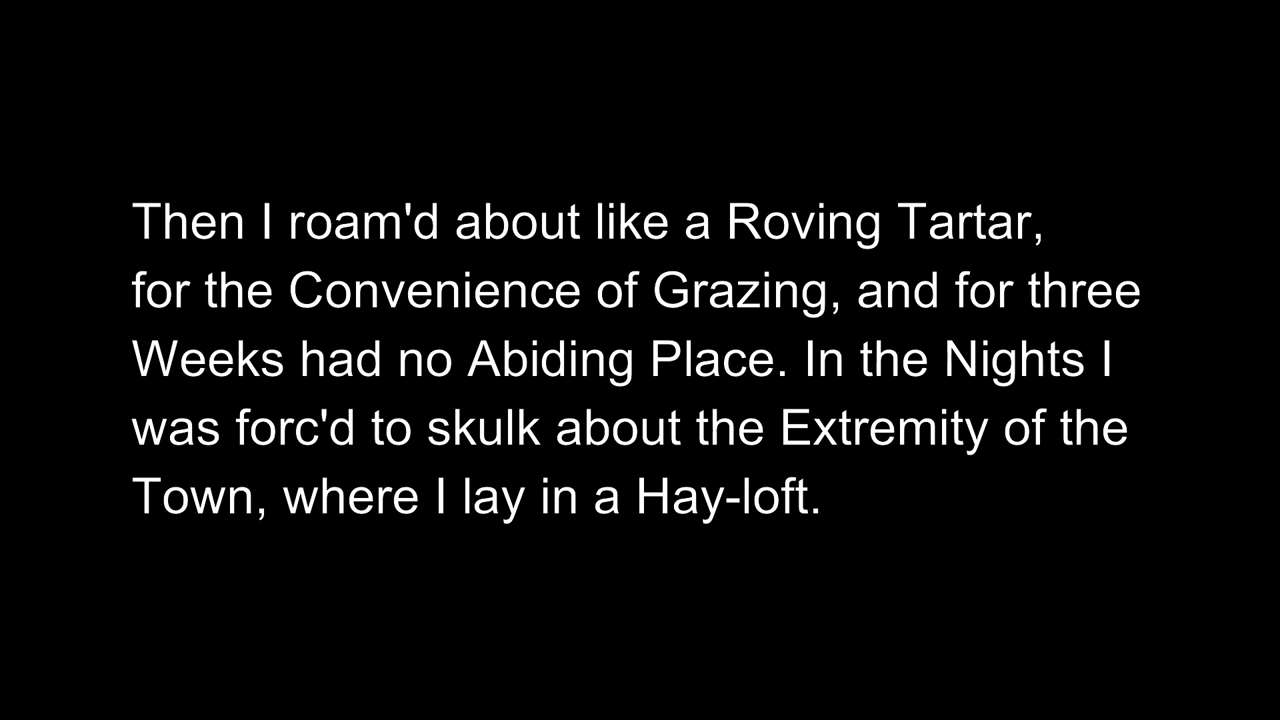 Then I roam'd about like a Roving Tartar,
for the Convenience of Grazing, and for three
Weeks had no Abiding Place. In the Nights I
was forc'd to skulk about the Extremity of the
Town, where I lay in a Hay-loft.